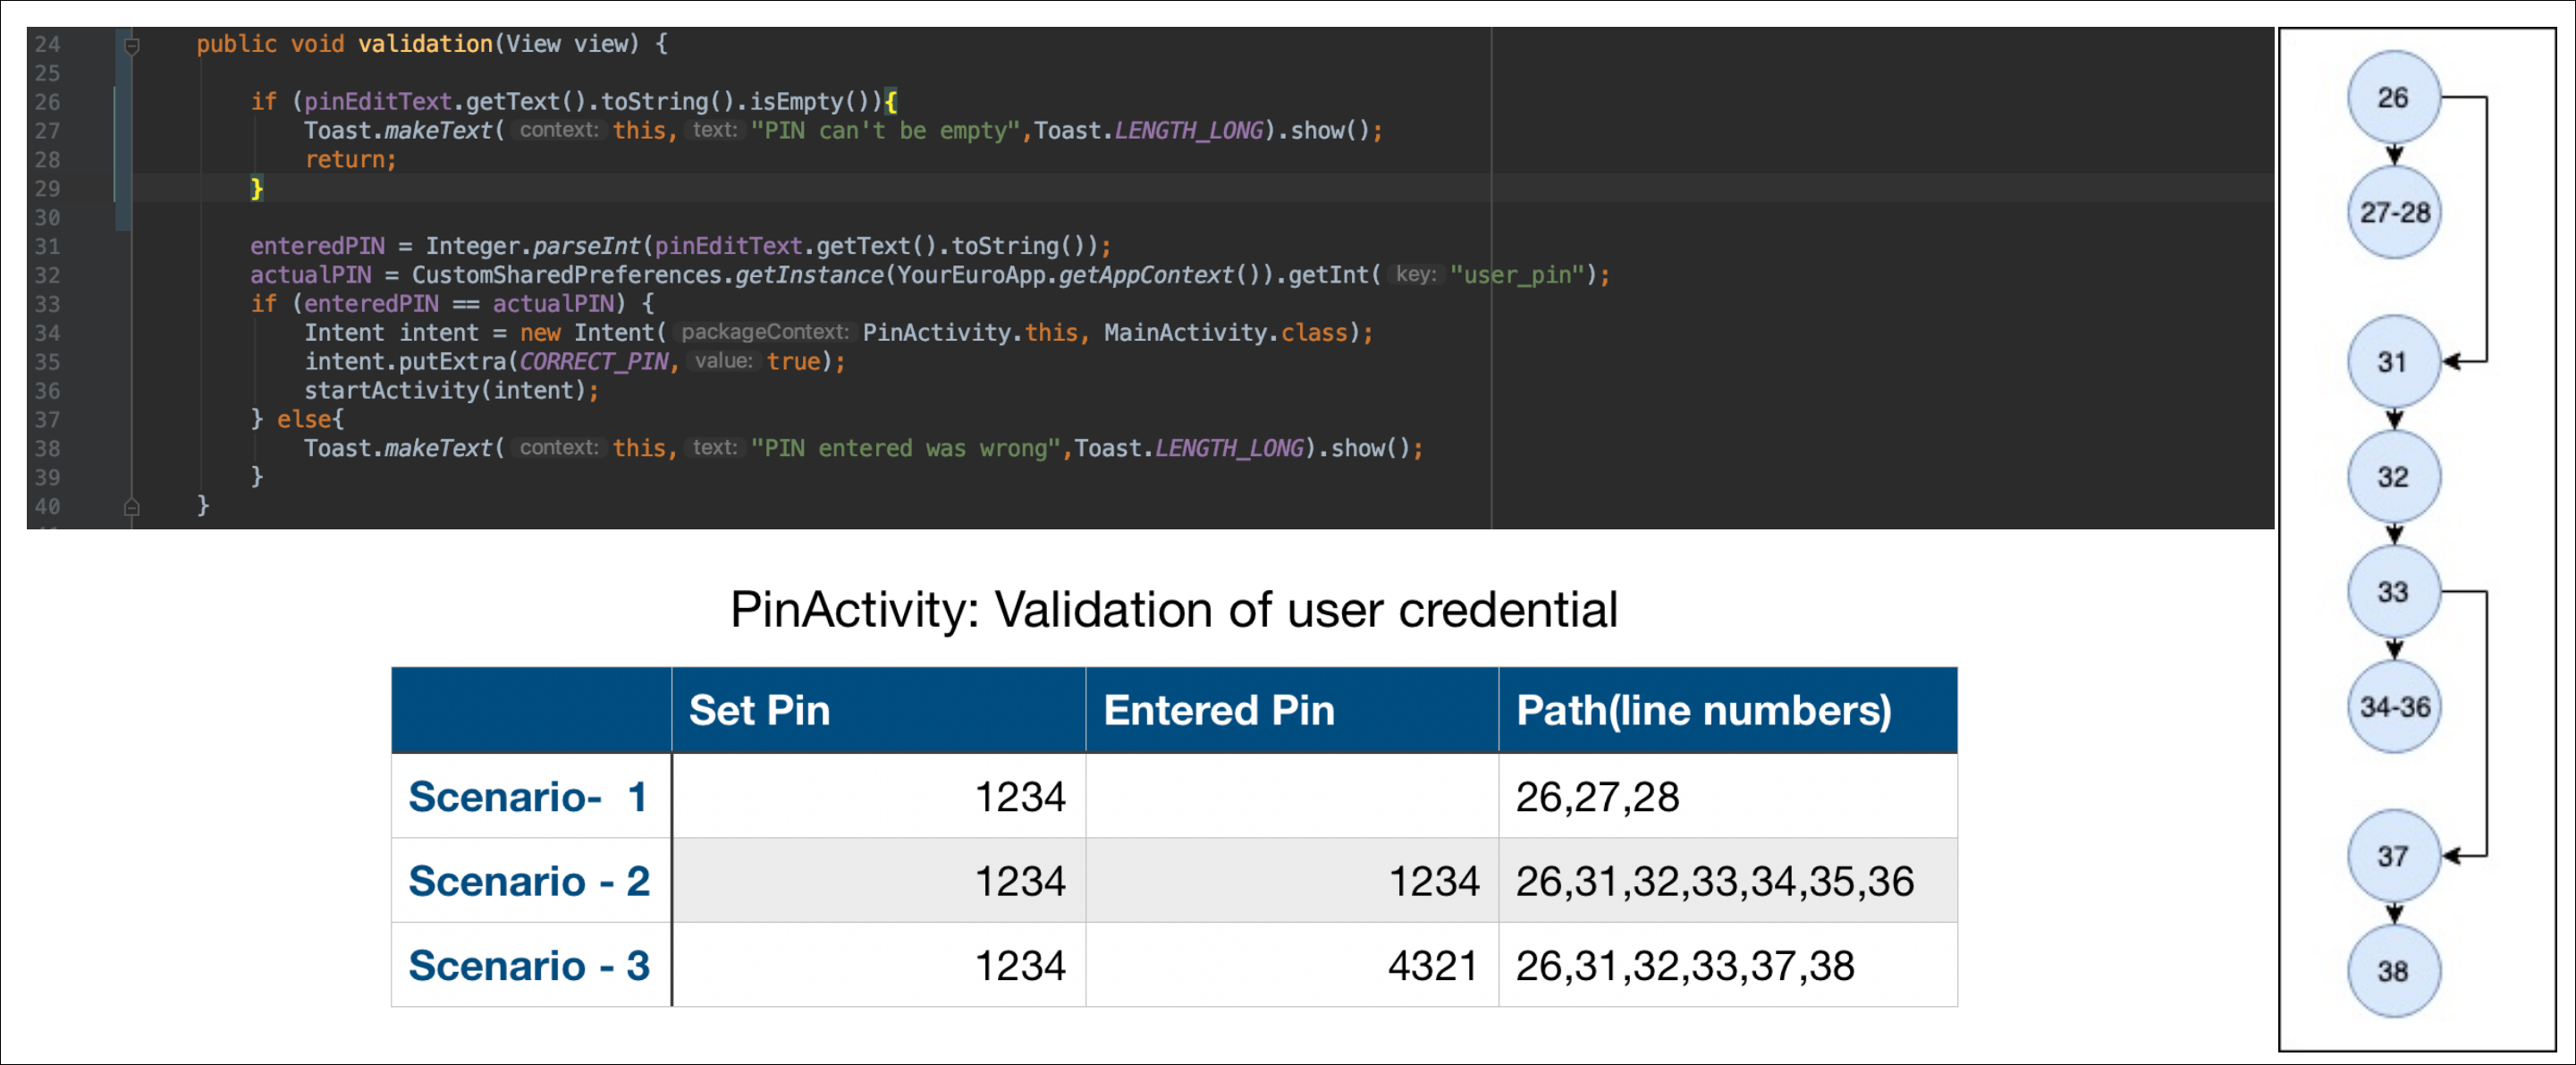 24 public void validation(View view) {
25
26 if (pinEditText.getText().toString().isEmpty()){
27 Toast.makeText( context: this, text: "PIN can't be empty",Toast.LENGTH_LONG).show();
28 return;
29 }
30
31 enteredPIN = Integer.parseInt(pinEditText.getText().toString());
32 actualPIN = CustomSharedPreferences.getInstance(YourEuroApp.getAppContext()).getInt( key: "user_pin");
33 if (enteredPIN == actualPIN) {
34 Intent intent = new Intent( packageContext: PinActivity.this, MainActivity.class);
35 intent.putExtra(CORRECT_PIN, value: true);
36 startActivity(intent);
37 } else{
38 Toast.makeText( context: this, text: "PIN entered was wrong",Toast.LENGTH_LONG).show();
39 }
40 }
PinActivity: Validation of user credential
Set Pin Entered Pin Path(line numbers)
Scenario- 1 1234 26,27,28
Scenario - 2 1234 1234 26,31,32,33,34,35,36
Scenario - 3 1234 4321 26,31,32,33,37,38
26
27-28
31
32
33
34-36
37
38